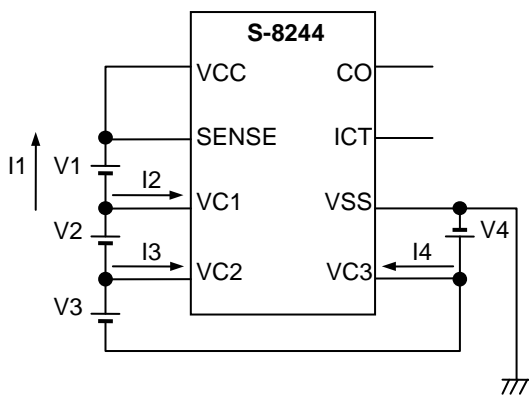 S-8244
VCC CO
SENSE ICT
I1 V1
I2
VC1 VSS
V2 V4
I3 I4
VC2 VC3
V3